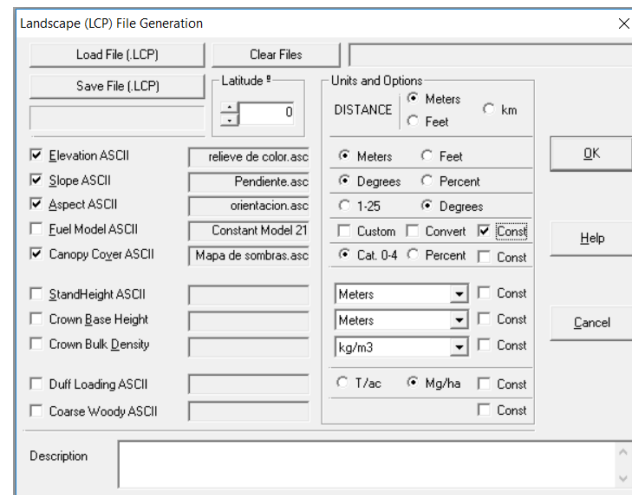 Landscape (LCP) File Generation
Load File (.LCP) Clear Files
Save File (.LCP) Latitude º Units and Options
0 DISTANCE Meters km
Feet
OK
Elevation ASCII relieve de color.asc Meters Feet
Slope ASCII Pendiente.asc Degrees Percent
Aspect ASCII orientacion.asc 1-25 Degrees
Fuel Model ASCII Constant Model 21 Custom Convert Const
Help
Canopy Cover ASCII Mapa de sombras.asc Cat. 0-4 Percent Const
StandHeight ASCII Meters Const
Crown Base Height Meters Const
Cancel
Crown Bulk Density kg/m3 Const
Duff Loading ASCII T/ac Mg/ha Const
Coarse Woody ASCII Const
Description